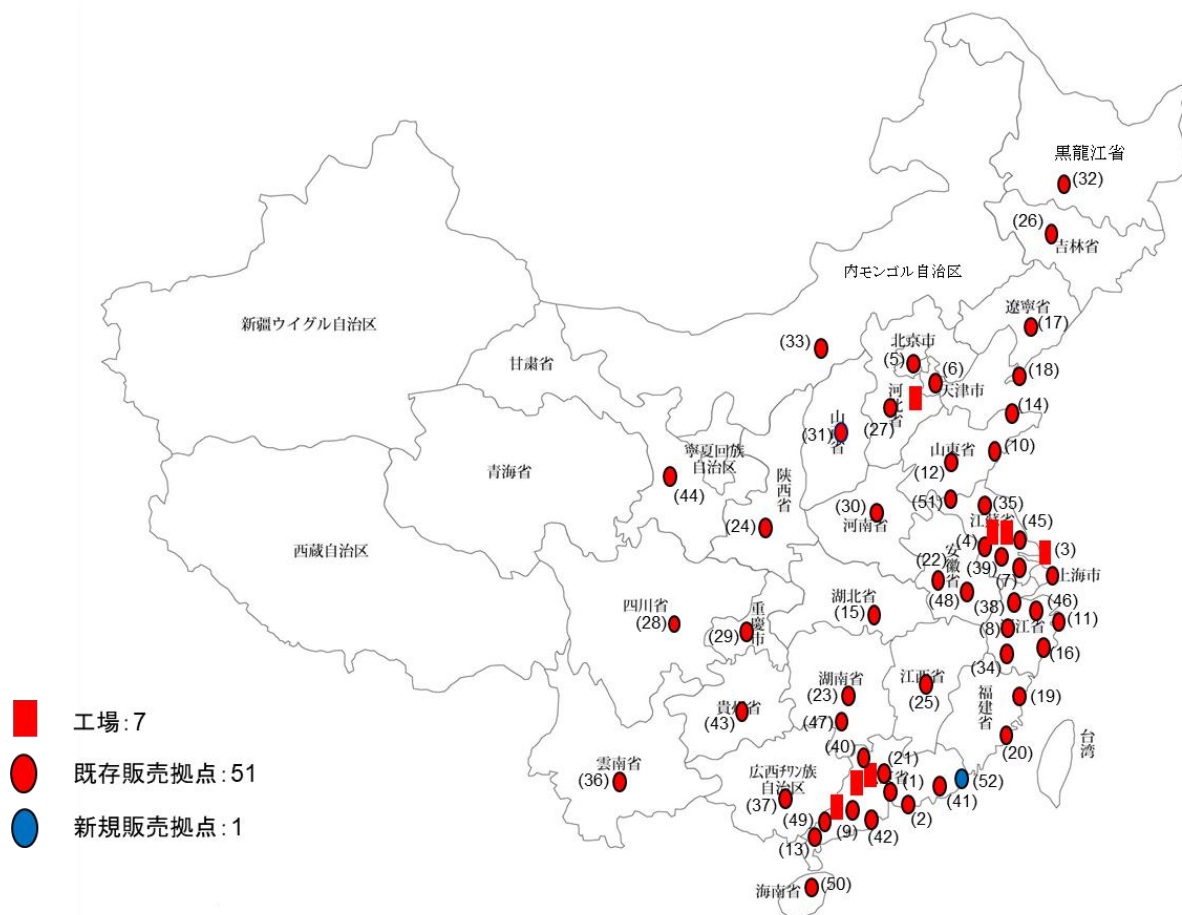 黒龍江省
(32)
(26)
吉林省
内モンゴル自治区
遼寧省
(17)
新疆ウイグル自治区
(33)
北京市
(5)
(6)
甘粛省
(18)
天津市
河北省
(14)
(27)
山省
(31)
(10)
山東省
(12)
寧夏回族
自治区
青海省
陝西省
(44)
(51)
(35)
(30)
河南省
江蘇省
(45)
(24)
(4)
(3)
西蔵自治区
安徽省
(22)
(39)
(7)
上海市
湖北省
(15)
(48)
(38)
(46)
四川省
(28)
重慶市
(29)
(8)
江省
(11)
(34)
(16)
湖南省
(23)
江西省
(25)
福建省
(19)
貴省
(43)
(47)
(20)
台湾
(40)
(21)
雲南省
(36)
広西チワン族
自治区
(37)
省
(1)
(52)
(41)
(2)
(49)
(9)
(42)
(13)
海南省
(50)
工場:7
既存販売拠点:51
新規販売拠点:1